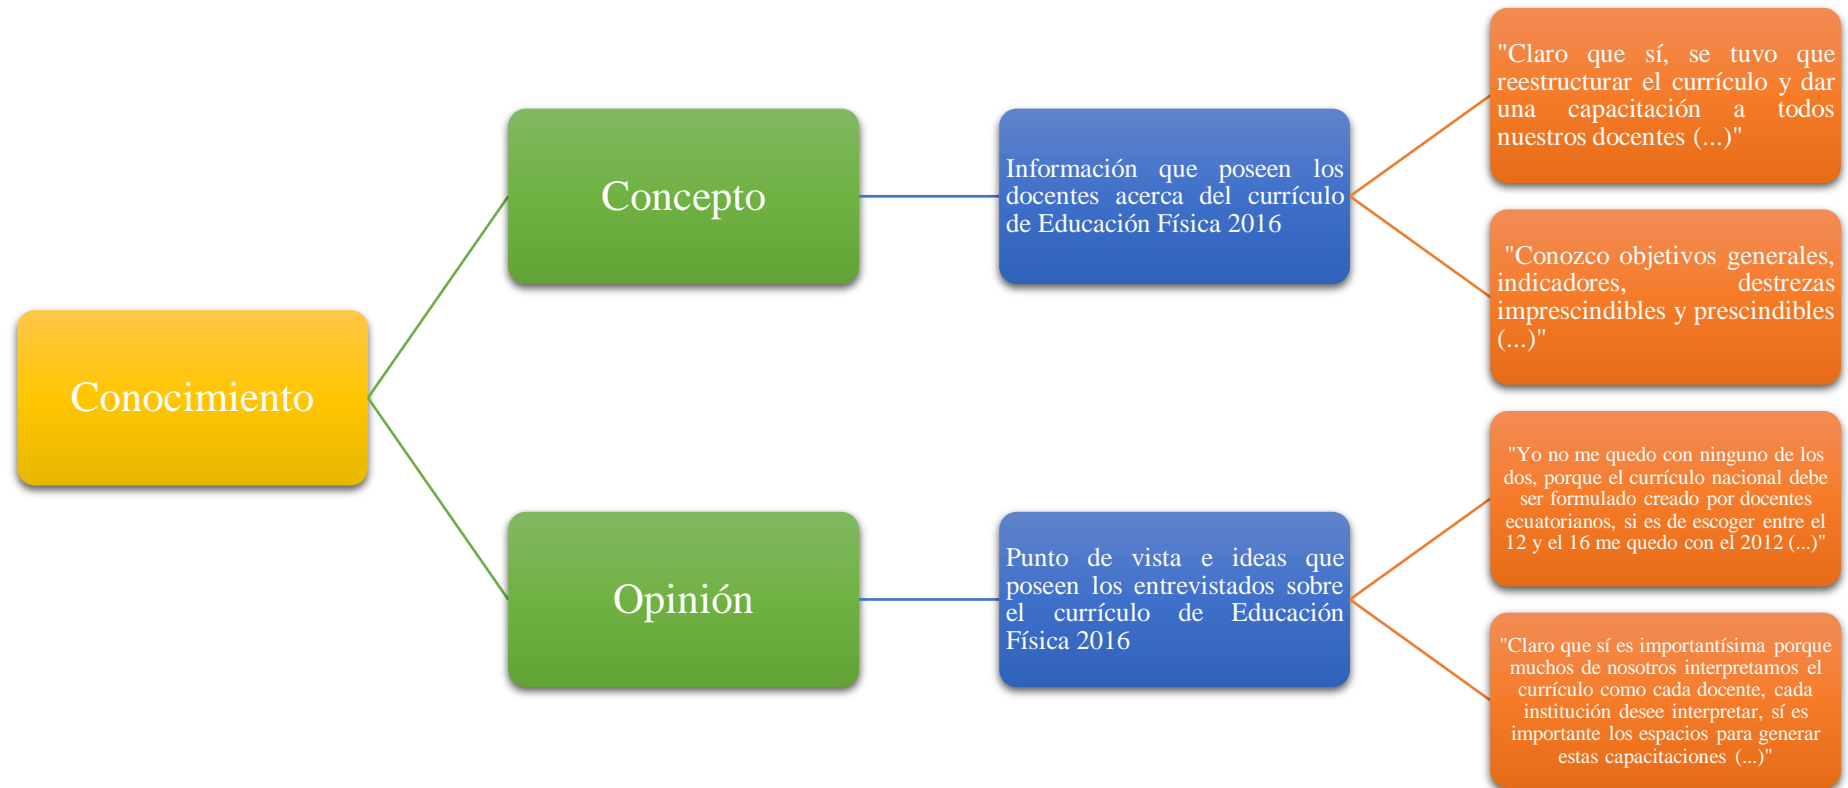 Conocimiento
Concepto
Información que poseen los
docentes acerca del currículo
de Educación Física 2016
"Claro que sí, se tuvo que
reestructurar el currículo y dar
una capacitación a todos
nuestros docentes (...)"
"Conozco objetivos generales,
indicadores, destrezas
imprescindibles y prescindibles
(...)"
Opinión
Punto de vista e ideas que
poseen los entrevistados sobre
el currículo de Educación
Física 2016
"Yo no me quedo con ninguno de los
dos, porque el currículo nacional debe
ser formulado creado por docentes
ecuatorianos, si es de escoger entre el
12 y el 16 me quedo con el 2012 (...)"
"Claro que sí es importantísima porque
muchos de nosotros interpretamos el
currículo como cada docente, cada
institución desee interpretar, sí es
importante los espacios para generar
estas capacitaciones (...)"